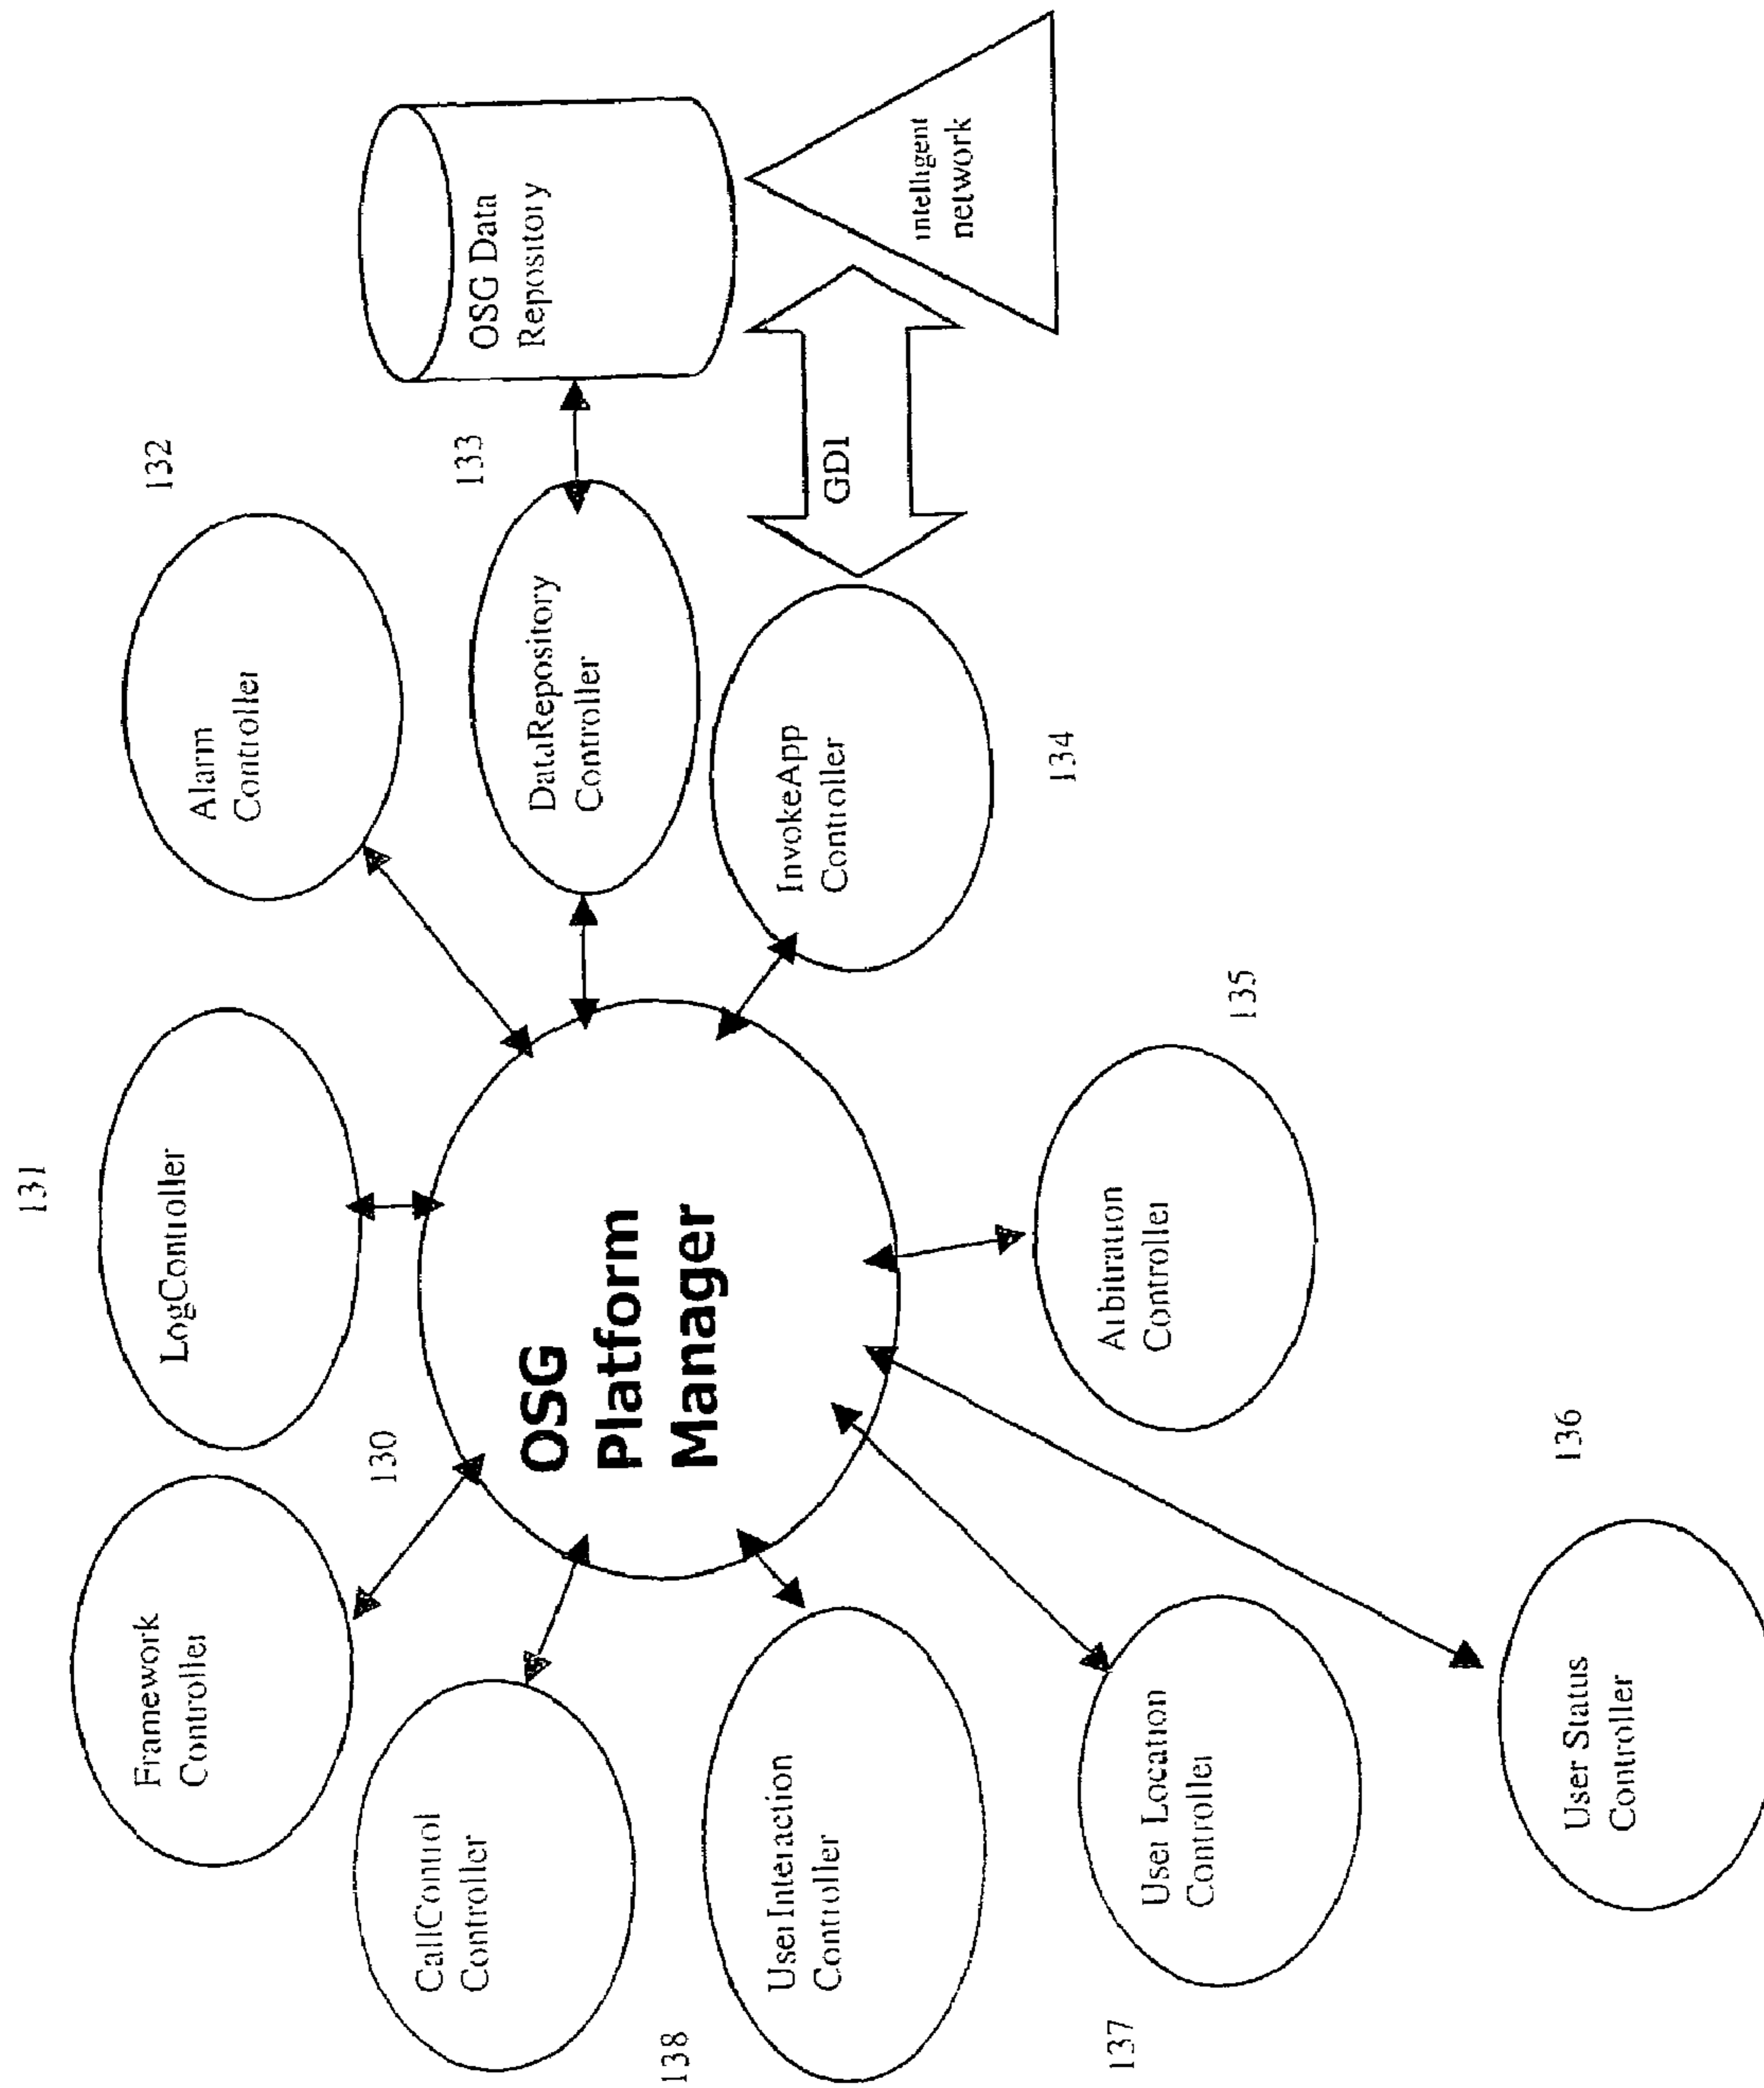 131
132
133
Framework
Controller
LogController
Alarm
Controller
130
CallControl
Controller
OSG
Platform
Manager
DataRepository
Controller
OSG Data
Repository
138
UserInteraction
Controller
InvokeApp
Controller
GDI
intelligent
network
134
135
User Location
Controller
Arbitration
Controller
137
136
User Status
Controller